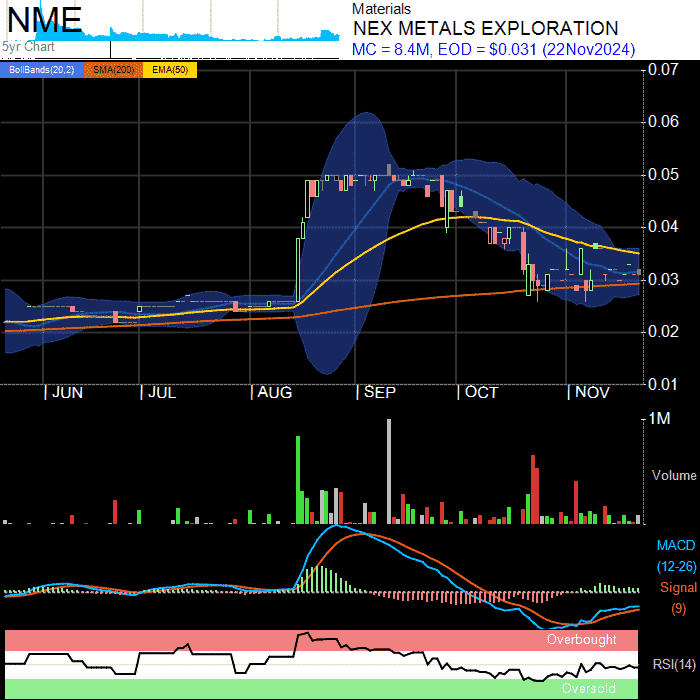 NME
5yr Chart
Materials
NEX METALS EXPLORATION
MC = 8.4M, EOD = $0.031 (22Nov2024)
BollBands(20,2) SMA(200) EMA(50)
0.07
0.06
0.05
0.04
0.03
0.02
0.01
JUN JUL AUG SEP OCT NOV
1M
Volume
MACD
(12-26)
Signal
(9)
Overbought
RSI(14)
Oversold